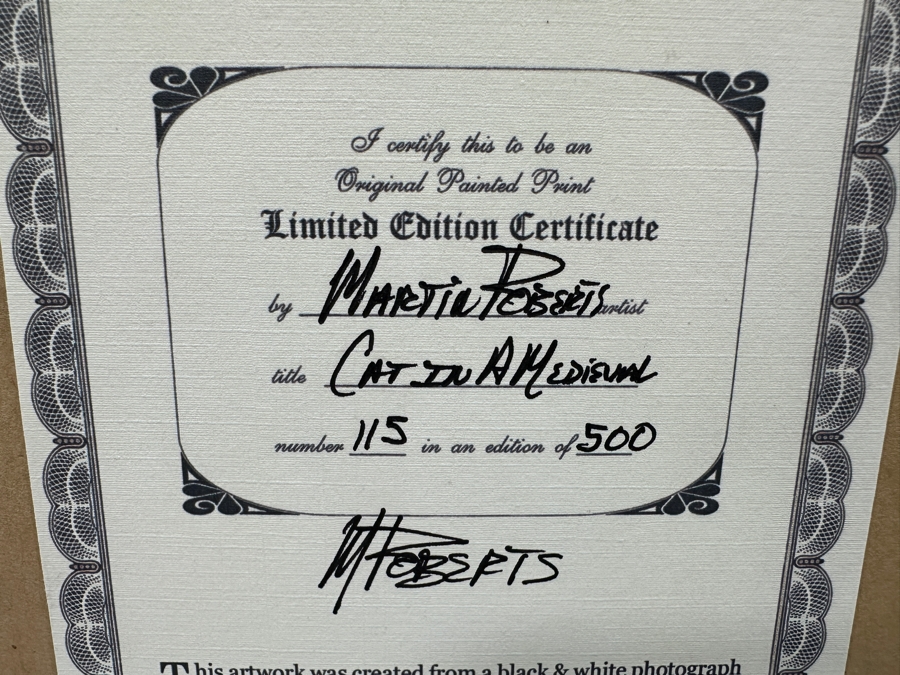 I certify this to be an
Original Painted Print
Limited Edition Certificate
by Martin Roberts artist
title Cat in A Medieval
number 115 in an edition of 500
M Roberts
This artwork was created from a black & white photograph